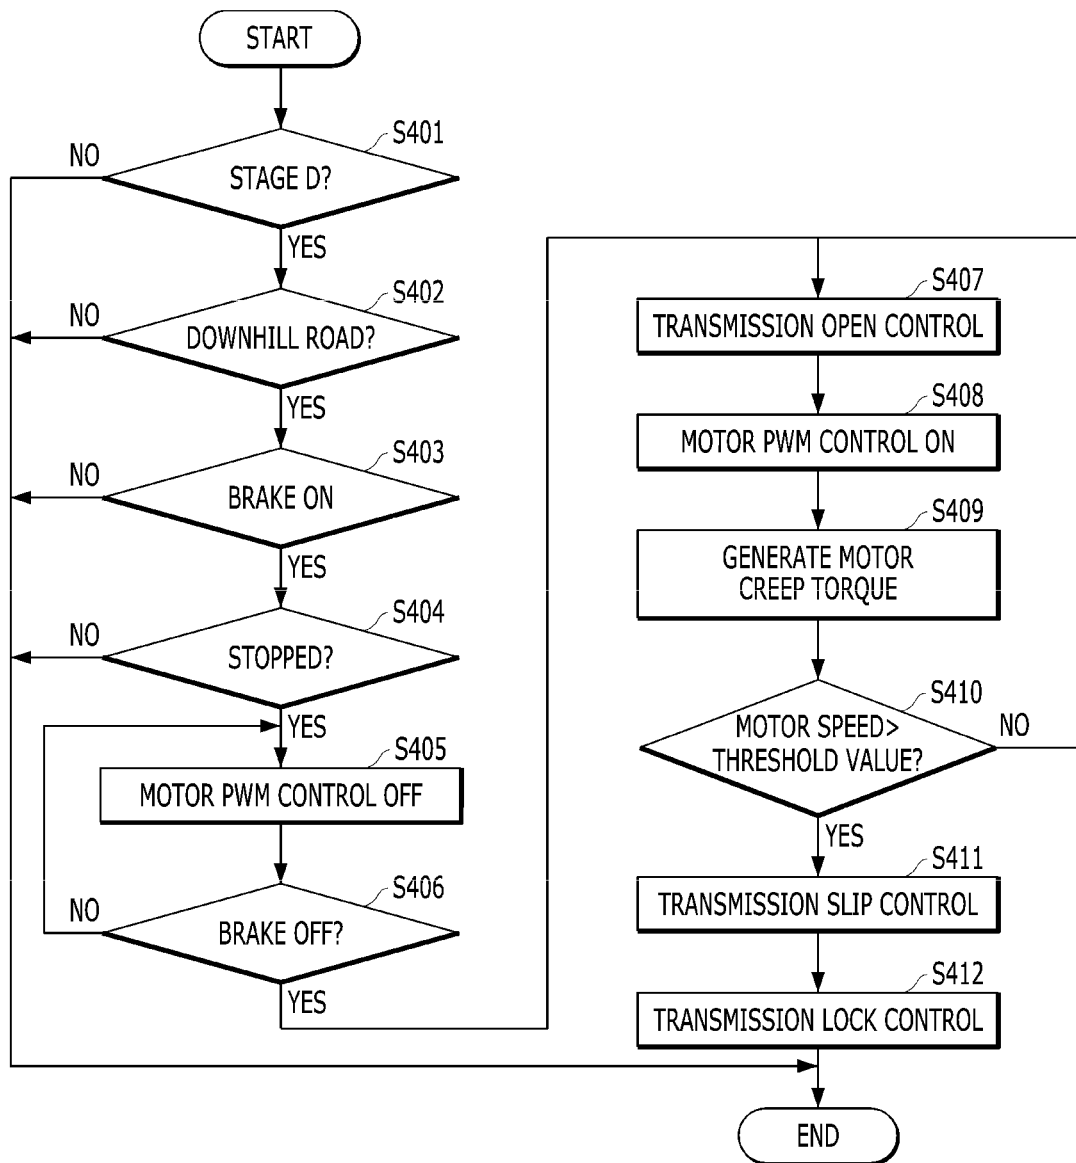 START
S401
NO
STAGE D?
YES
S402
NO
DOWNHILL ROAD?
YES
S403
NO
BRAKE ON
YES
S404
NO
STOPPED?
YES
S405
MOTOR PWM CONTROL OFF
S406
NO
BRAKE OFF?
YES
S407
TRANSMISSION OPEN CONTROL
S408
MOTOR PWM CONTROL ON
S409
GENERATE MOTOR
CREEP TORQUE
S410
MOTOR SPEED>
THRESHOLD VALUE?
NO
YES
S411
TRANSMISSION SLIP CONTROL
S412
TRANSMISSION LOCK CONTROL
END